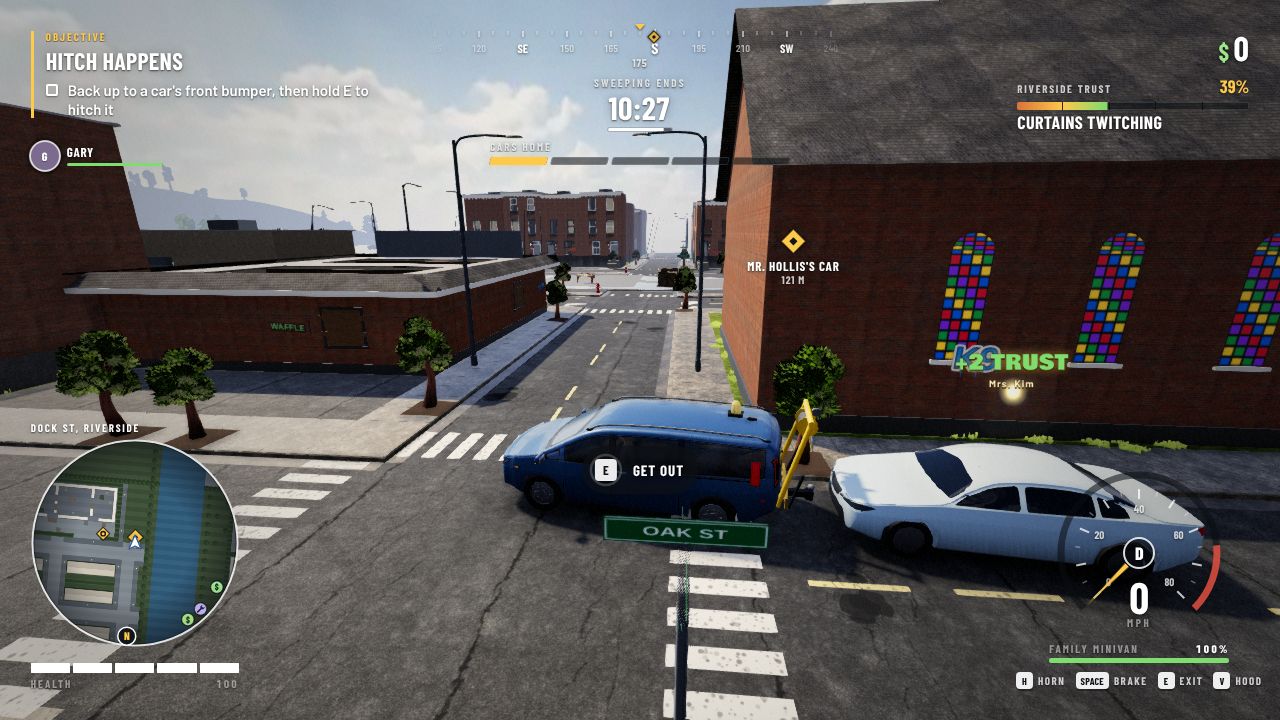 OBJECTIVE
HITCH HAPPENS
Back up to a car's front bumper, then hold E to
hitch it
G
GARY
120
SE
150
165
S
195
210
SW
240
175
SWEEPING ENDS
10:27
CARS HOME
$0
RIVERSIDE TRUST
39%
CURTAINS TWITCHING
MR. HOLLIS'S CAR
121 M
WAFFLE
+2 TRUST
Mrs. Kim
E GET OUT
OAK ST
DOCK ST, RIVERSIDE
$
$
N
HEALTH
100
20
40
60
80
0
D
0
MPH
FAMILY MINIVAN
100%
H HORN
SPACE BRAKE
E EXIT
V HOOD